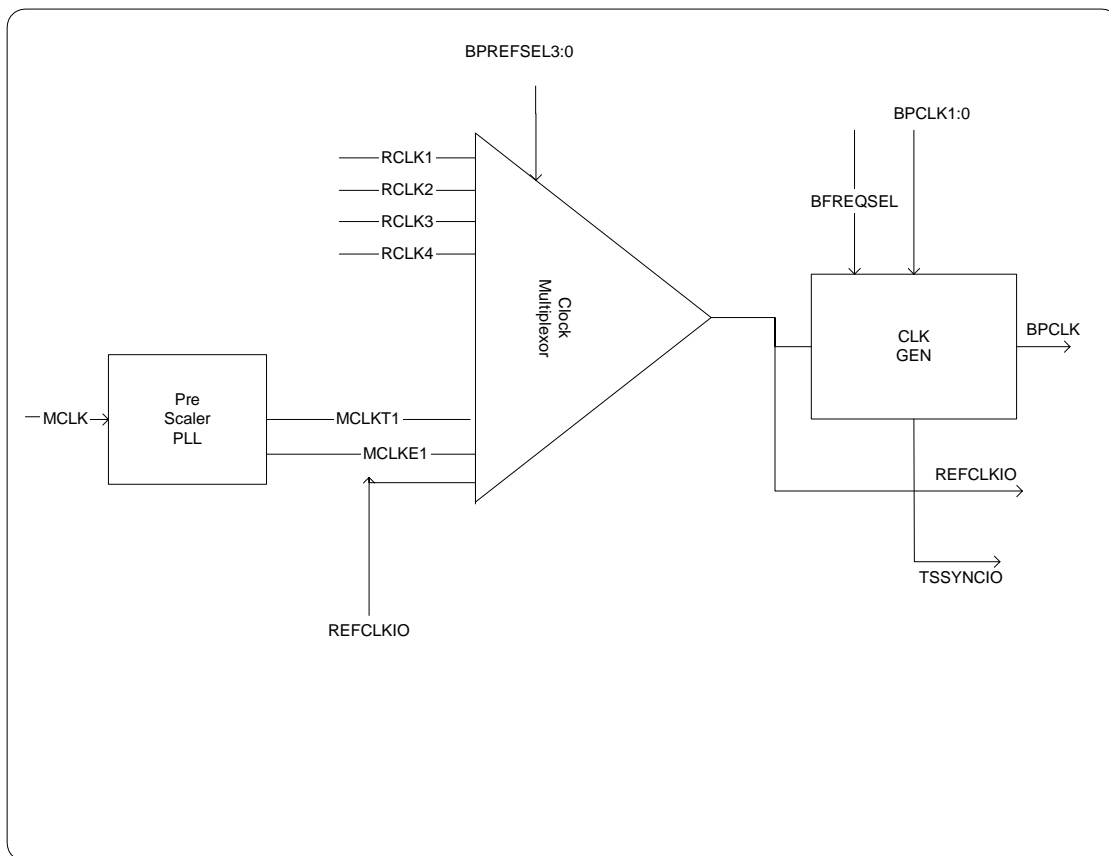 BPREFSEL3:0
BPCLK1:0
RCLK1
RCLK2
RCLK3
RCLK4
BFREQSEL
Clock
Multiplexor
CLK
GEN
BPCLK
MCLK
Pre
Scaler
PLL
MCLKT1
MCLKE1
REFCLKIO
TSSYNCIO
REFCLKIO